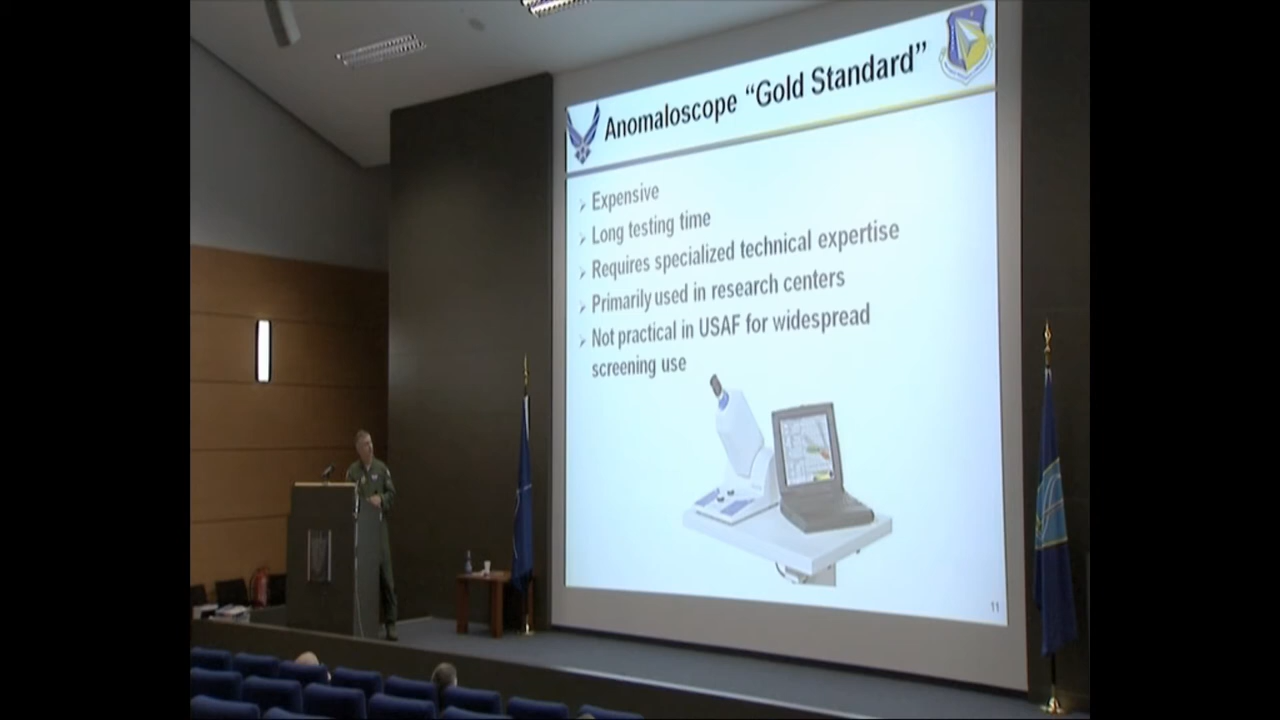 Anomaloscope “Gold Standard”
Expensive
Long testing time
Requires specialized technical expertise
Primarily used in research centers
Not practical in USAF for widespread
screening use
11